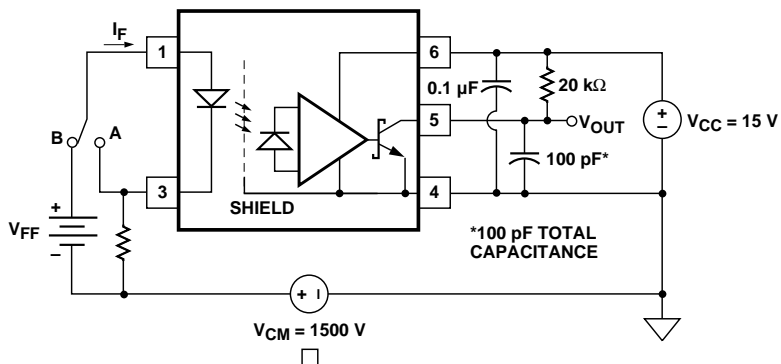 I_F
1
6
0.1 µF
20 kΩ
B
A
5
V_OUT
+
–
V_CC = 15 V
100 pF*
3
4
SHIELD
+
V_FF
–
*100 pF TOTAL
CAPACITANCE
+ –
V_CM = 1500 V